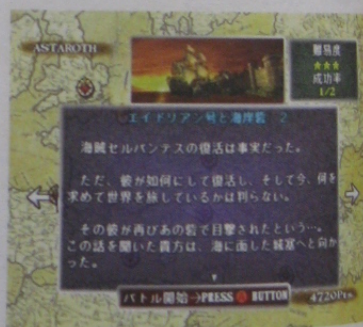 ASTAROTH
難易度
★★★
成功率
1/2
エイドリアン号と海岸砦 2
海賊セルバンテスの復活は事実だった。
ただ、彼が如何にして復活し、そして今、何を
求めて世界を旅しているかは判らない。
その彼が再びあの砦で目撃されたという…。
この話を聞いた貴方は、海に面した城塞へと向か
った。
バトル開始→PRESS A BUTTON
4720Pts.